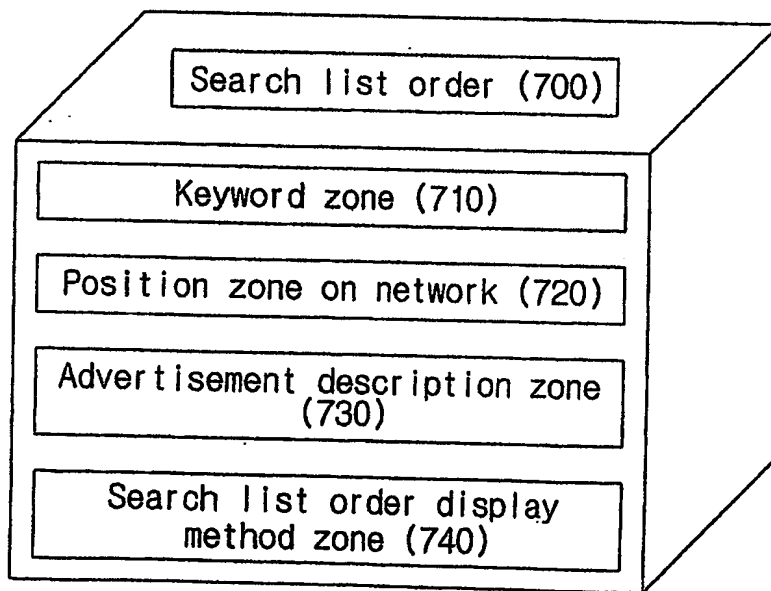 Search list order (700)
Keyword zone (710)
Position zone on network (720)
Advertisement description zone
(730)
Search list order display
method zone (740)